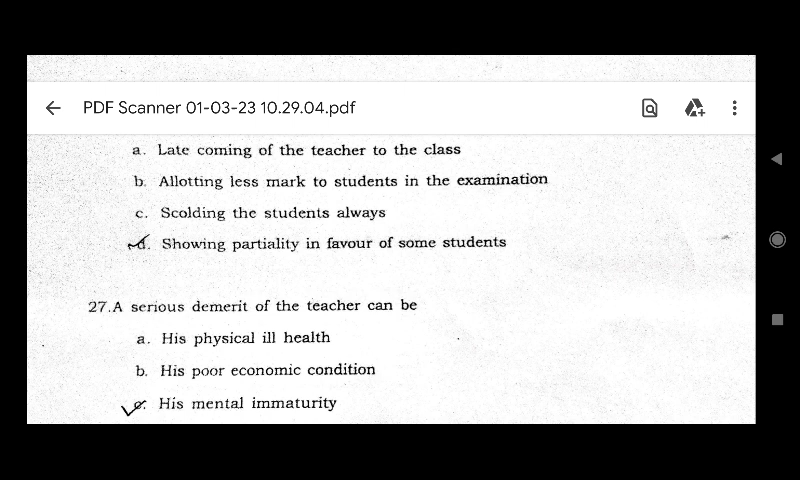 PDF Scanner 01-03-23 10.29.04.pdf
a. Late coming of the teacher to the class
b. Allotting less mark to students in the examination
c. Scolding the students always
d. Showing partiality in favour of some students
27.A serious demerit of the teacher can be
a. His physical ill health
b. His poor economic condition
c. His mental immaturity